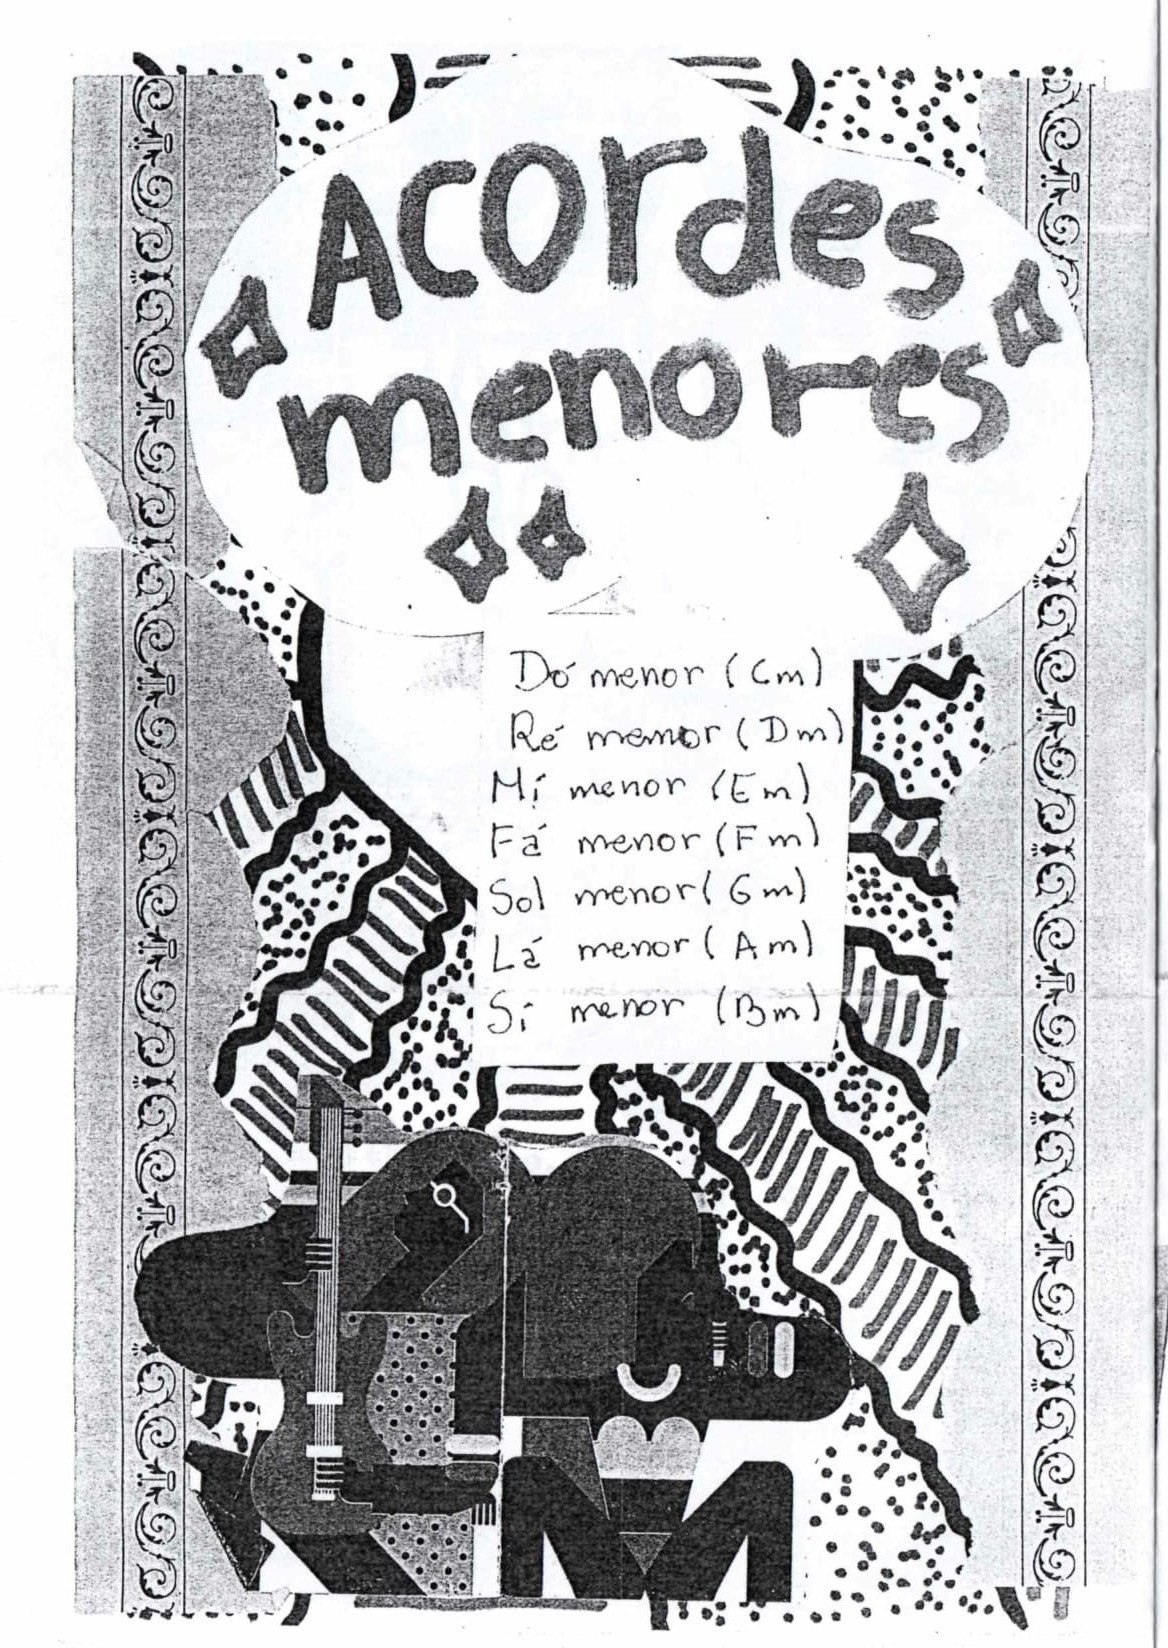 Acordes
menores
Dó menor (Cm)
Ré memor (Dm)
Mí menor (Em)
Fá menor (Fm)
Sol menor (Gm)
Lá menor (Am)
Sí menor (Bm)